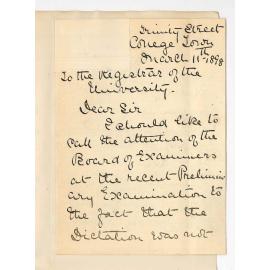 Trinity Street
College Town
March 11th 1898
To the Registrar of the
University.
Dear Sir
I should like to
call the attention of the
Board of Examiners
at the recent Prelimin
ary Examination to
the fact that the
Dictation was not